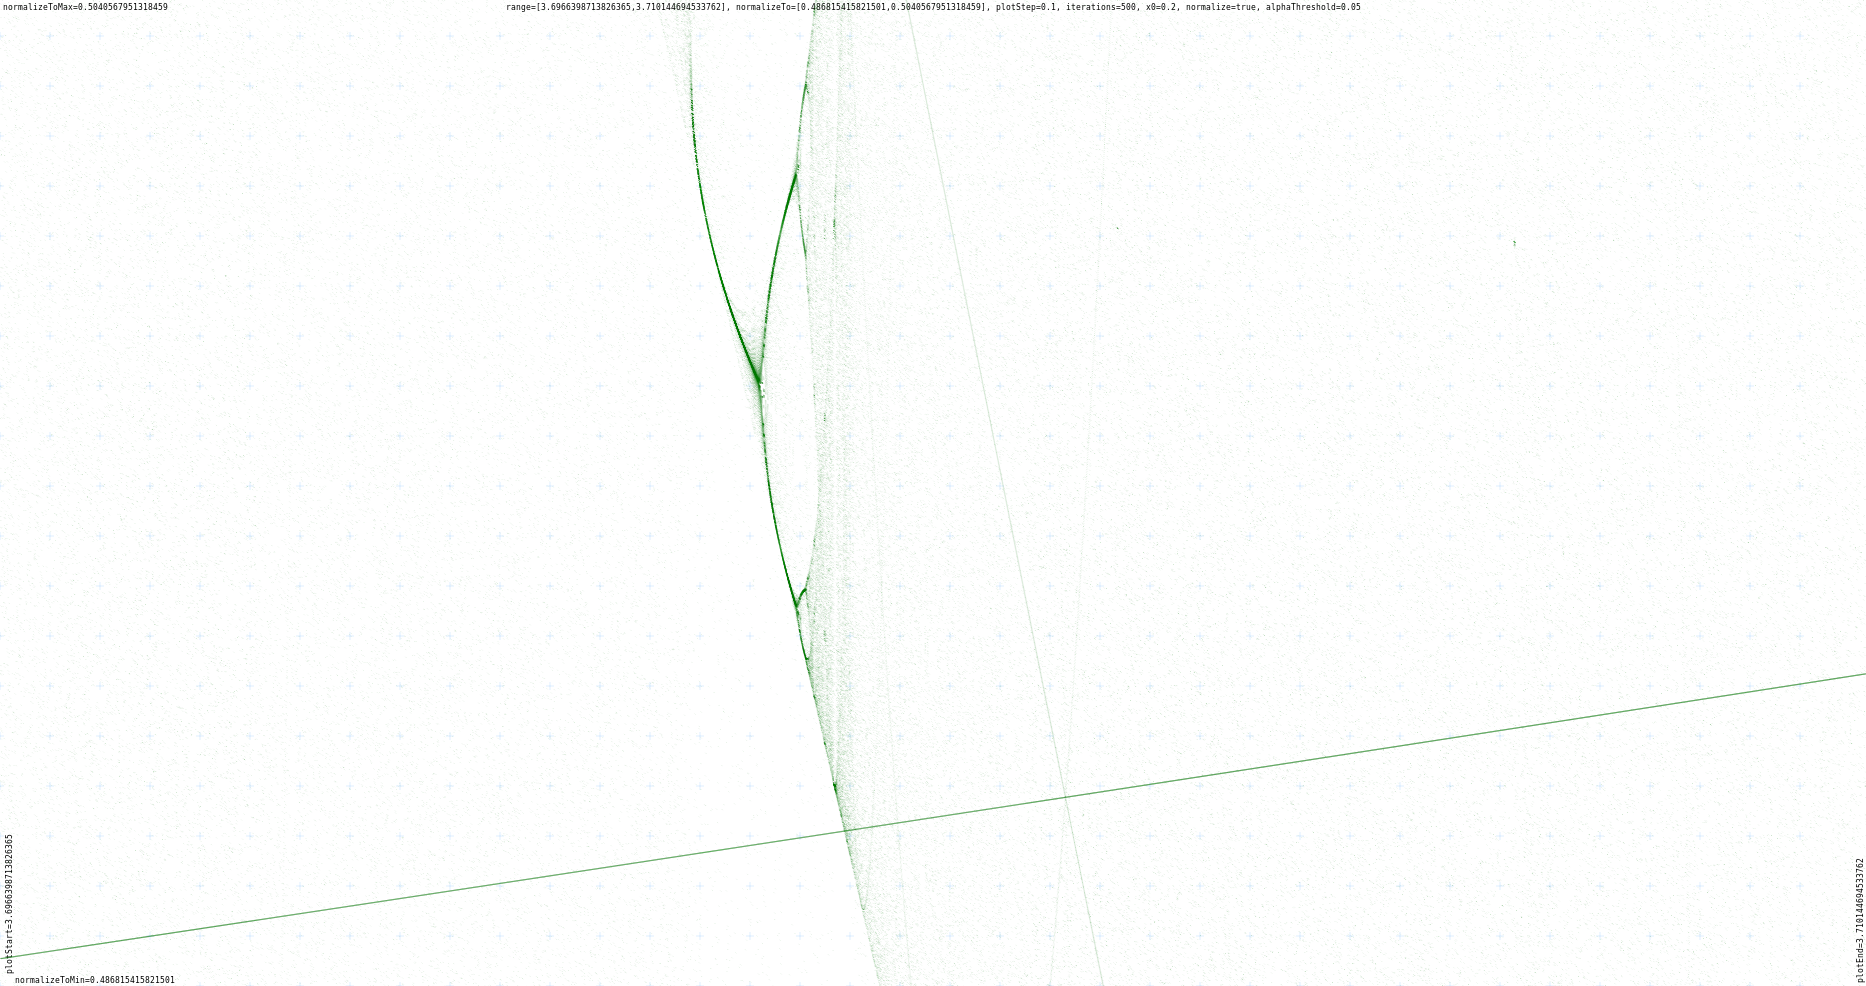 normalizeToMax=0.5040567951318459
range=[3.6966398713826365,3.710144694533762], normalizeTo=[0.486815415821501,0.5040567951318459], plotStep=0.1, iterations=500, x0=0.2, normalize=true, alphaThreshold=0.05
plotStart=3.6966398713826365
plotEnd=3.710144694533762
normalizeToMin=0.486815415821501